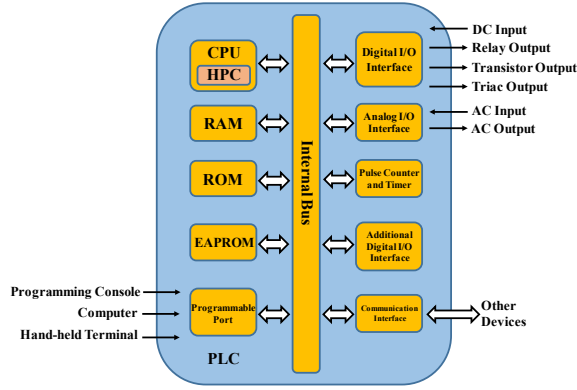 CPU
HPC
RAM
ROM
EAPROM
Programmable
Port
PLC
Internal Bus
Digital I/O
Interface
Analog I/O
Interface
Pulse Counter
and Timer
Additional
Digital I/O
Interface
Communication
Interface
DC Input
Relay Output
Transistor Output
Triac Output
AC Input
AC Output
Other
Devices
Programming Console
Computer
Hand-held Terminal